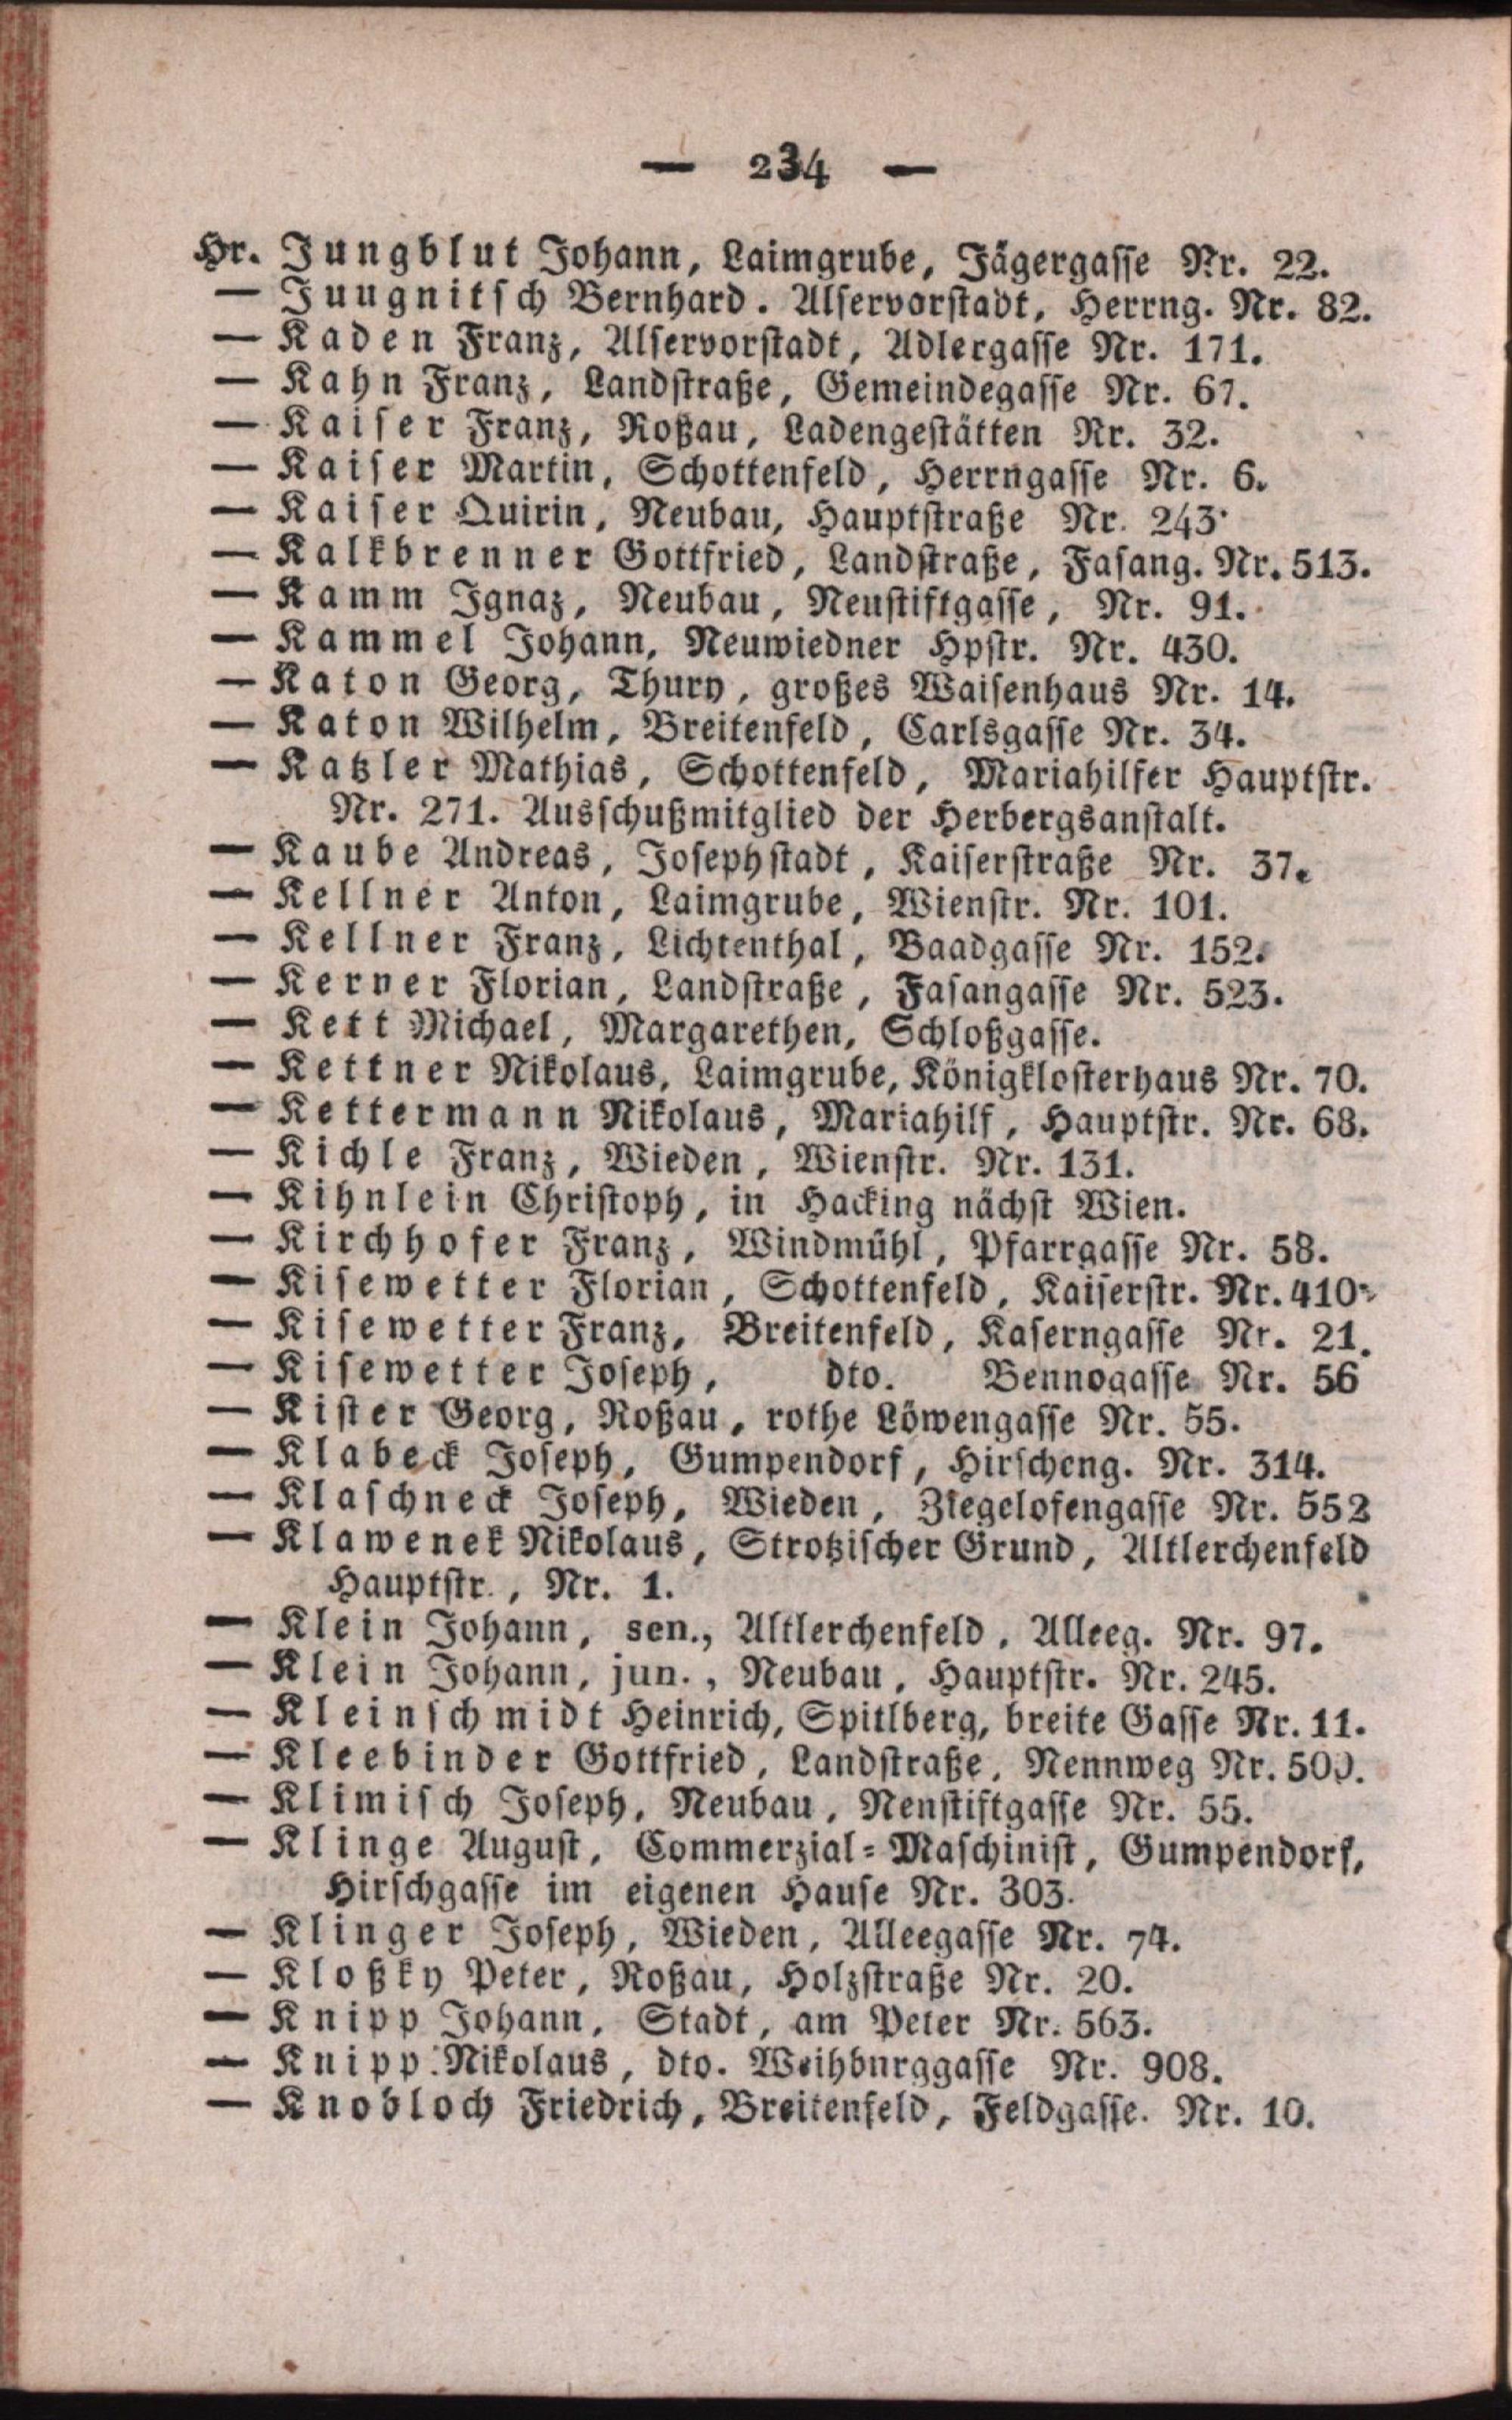 — 234 —
Hr. Jungblut Johann, Laimgrube, Jägergasse Nr. 22.
— Juugnitsch Bernhard. Alservorstadt, Herrng. Nr. 82.
— Kaden Franz, Alservorstadt, Adlergasse Nr. 171.
— Kahn Franz, Landstraße, Gemeindegasse Nr. 67.
— Kaiser Franz, Roßau, Ladengestätten Nr. 32.
— Kaiser Martin, Schottenfeld, Herrngasse Nr. 6.
— Kaiser Quirin, Neubau, Hauptstraße Nr. 243.
— Kalkbrenner Gottfried, Landstraße, Fasang. Nr. 513.
— Kamm Ignaz, Neubau, Neustiftgasse, Nr. 91.
— Kammel Johann, Neuwiedner Hpstr. Nr. 430.
— Katon Georg, Thury, großes Waisenhaus Nr. 14.
— Katon Wilhelm, Breitenfeld, Carlsgasse Nr. 34.
— Katzler Mathias, Schottenfeld, Mariahilfer Hauptstr.
Nr. 271. Ausschußmitglied der Herbergsanstalt.
— Kaube Andreas, Josephstadt, Kaiserstraße Nr. 37.
— Kellner Anton, Laimgrube, Wienstr. Nr. 101.
— Kellner Franz, Lichtenthal, Baadgasse Nr. 152.
— Kerner Florian, Landstraße, Fasangasse Nr. 523.
— Kett Michael, Margarethen, Schloßgasse.
— Kettner Nikolaus, Laimgrube, Königklosterhaus Nr. 70.
— Kettermann Nikolaus, Mariahilf, Hauptstr. Nr. 68.
— Kichle Franz, Wieden, Wienstr. Nr. 131.
— Kihnlein Christoph, in Hacking nächst Wien.
— Kirchhofer Franz, Windmühl, Pfarrgasse Nr. 58.
— Kisewetter Florian, Schottenfeld, Kaiserstr. Nr. 410.
— Kisewetter Franz, Breitenfeld, Kaserngasse Nr. 21.
— Kisewetter Joseph, dto. Bennogasse Nr. 56
— Kister Georg, Roßau, rothe Löwengasse Nr. 55.
— Klabeck Joseph, Gumpendorf, Hirscheng. Nr. 314.
— Klaschneck Joseph, Wieden, Ziegelofengasse Nr. 552
— Klawenek Nikolaus, Strotzischer Grund, Altlerchenfeld
Hauptstr., Nr. 1.
— Klein Johann, sen., Altlerchenfeld, Alleeg. Nr. 97.
— Klein Johann, jun., Neubau, Hauptstr. Nr. 245.
— Kleinschmidt Heinrich, Spitlberg, breite Gasse Nr. 11.
— Kleebinder Gottfried, Landstraße, Nennweg Nr. 500.
— Klimisch Joseph, Neubau, Nenstiftgasse Nr. 55.
— Klinge August, Commerzial-Maschinist, Gumpendorf,
Hirschgasse im eigenen Hause Nr. 303.
— Klinger Joseph, Wieden, Alleegasse Nr. 74.
— Kloßky Peter, Roßau, Holzstraße Nr. 20.
— Knipp Johann, Stadt, am Peter Nr. 563.
— Knipp Nikolaus, dto. Weihburggasse Nr. 908.
— Knobloch Friedrich, Breitenfeld, Feldgasse. Nr. 10.